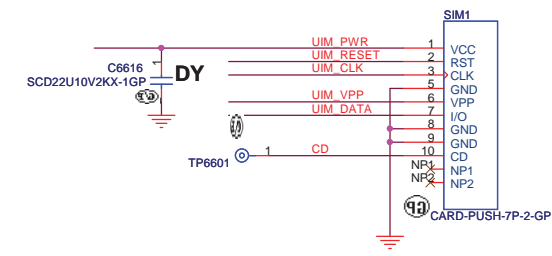 SIM1
UIM_PWR 1 VCC
UIM_RESET 2 RST
UIM_CLK 3 CLK
5 GND
UIM_VPP 6 VPP
UIM_DATA 7 I/O
8 GND
9 GND
CD 10 CD
NP1 NP1
NP2 NP2
CARD-PUSH-7P-2-GP
C6616
1
DY
SCD22U10V2KX-1GP
TP6601
1